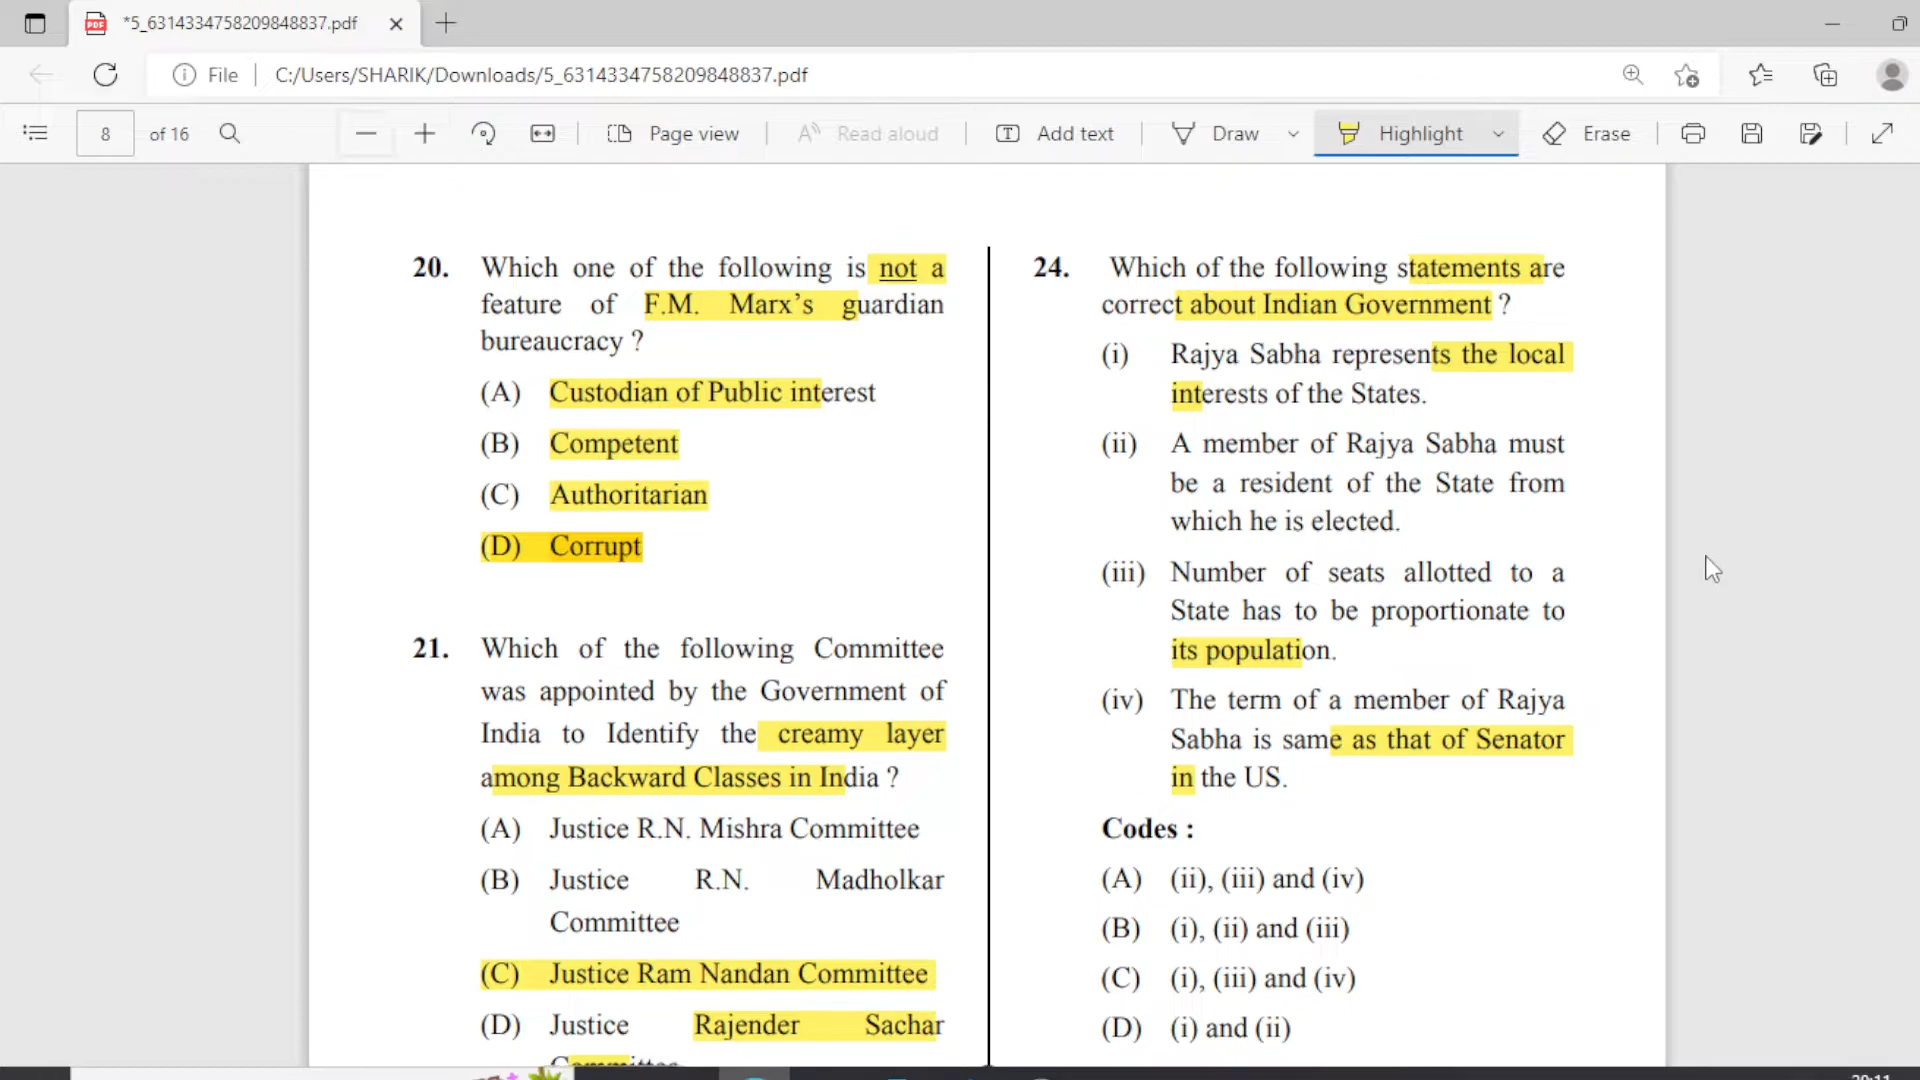 *5_6314334758209848837.pdf
File
C:/Users/SHARIK/Downloads/5_6314334758209848837.pdf
8 of 16
Page view
Read aloud
Add text
Draw
Highlight
Erase
20. Which one of the following is not a
feature of F.M. Marx’s guardian
bureaucracy ?
(A) Custodian of Public interest
(B) Competent
(C) Authoritarian
(D) Corrupt
21. Which of the following Committee
was appointed by the Government of
India to Identify the creamy layer
among Backward Classes in India ?
(A) Justice R.N. Mishra Committee
(B) Justice R.N. Madholkar
Committee
(C) Justice Ram Nandan Committee
(D) Justice Rajender Sachar
Committee
24. Which of the following statements are
correct about Indian Government ?
(i) Rajya Sabha represents the local
interests of the States.
(ii) A member of Rajya Sabha must
be a resident of the State from
which he is elected.
(iii) Number of seats allotted to a
State has to be proportionate to
its population.
(iv) The term of a member of Rajya
Sabha is same as that of Senator
in the US.
Codes :
(A) (ii), (iii) and (iv)
(B) (i), (ii) and (iii)
(C) (i), (iii) and (iv)
(D) (i) and (ii)